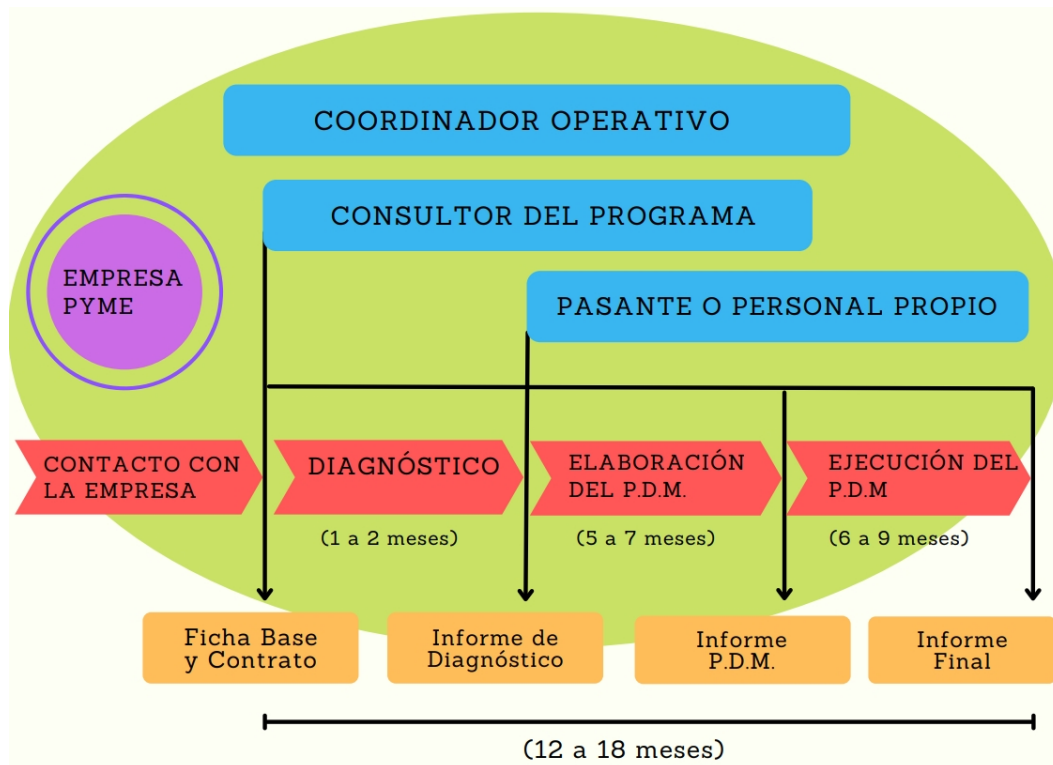 COORDINADOR OPERATIVO
CONSULTOR DEL PROGRAMA
EMPRESA
PYME
PASANTE O PERSONAL PROPIO
CONTACTO CON
LA EMPRESA
DIAGNÓSTICO
(1 a 2 meses)
ELABORACIÓN
DEL P.D.M.
(5 a 7 meses)
EJECUCIÓN DEL
P.D.M
(6 a 9 meses)
Ficha Base
y Contrato
Informe de
Diagnóstico
Informe
P.D.M.
Informe
Final
(12 a 18 meses)